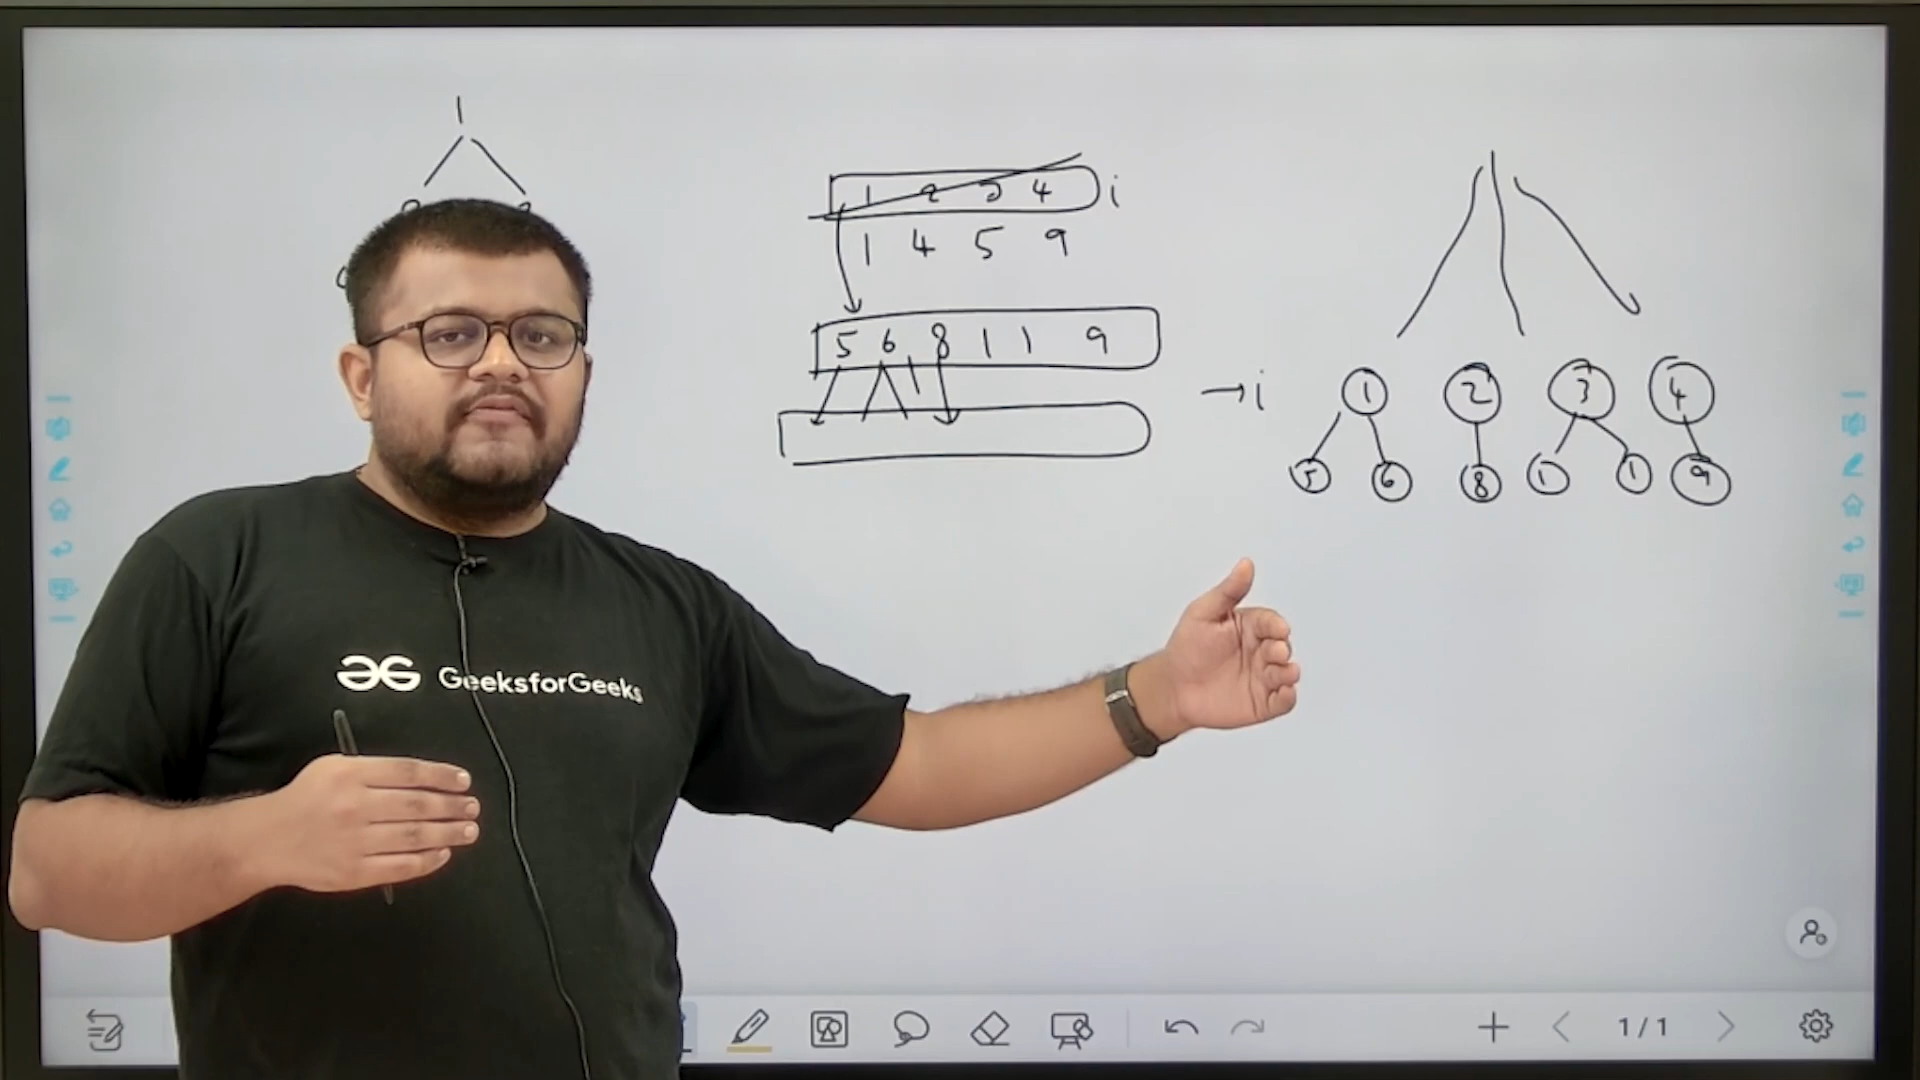 1
1 2 3 4 i
1 4 5 9
5 6 8 1 1 9
→ i 1 2 3 4
5 6 8 1 1 9
GeeksforGeeks
1/1